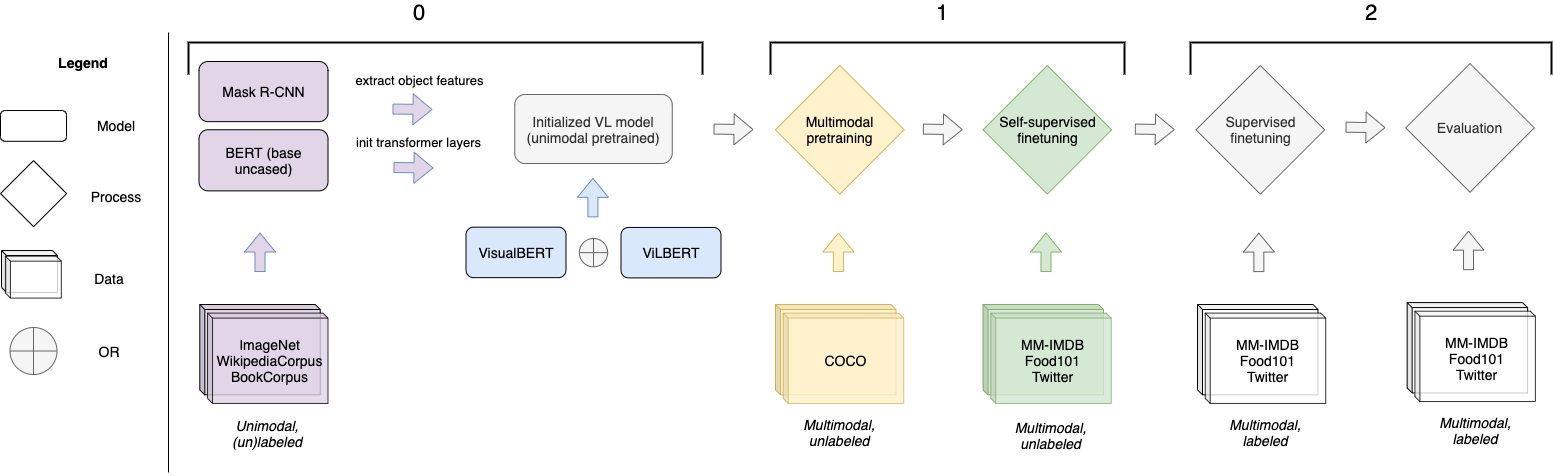 0
1
2
Legend
Model
Process
Data
OR
Mask R-CNN
BERT (base
uncased)
extract object features
init transformer layers
Initialized VL model
(unimodal pretrained)
VisualBERT
ViLBERT
ImageNet
WikipediaCorpus
BookCorpus
Unimodal,
(un)labeled
Multimodal
pretraining
COCO
Multimodal,
unlabeled
Self-supervised
finetuning
MM-IMDB
Food101
Twitter
Multimodal,
unlabeled
Supervised
finetuning
MM-IMDB
Food101
Twitter
Multimodal,
labeled
Evaluation
MM-IMDB
Food101
Twitter
Multimodal,
labeled